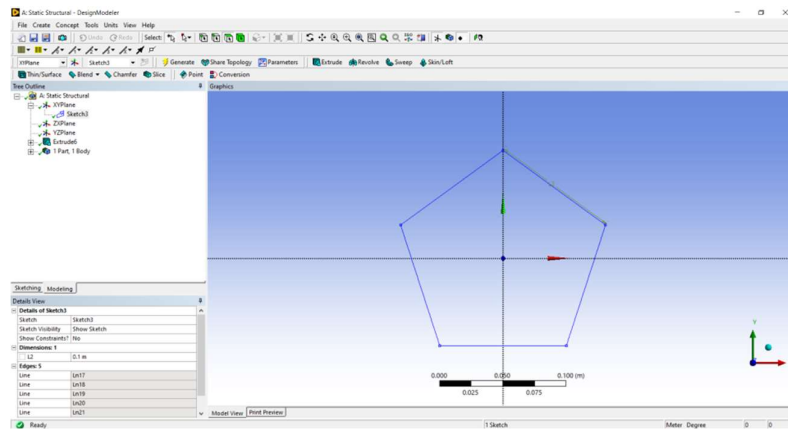 A: Static Structural - DesignModeler
File Create Concept Tools Units View Help
Undo Redo Select:
XYPlane Sketch3 Generate Share Topology Parameters Extrude Revolve Sweep Skin/Loft
Thin/Surface Blend Chamfer Slice Point Conversion
Tree Outline
A: Static Structural
XYPlane
Sketch3
ZXPlane
YZPlane
Extrude6
1 Part, 1 Body
Sketching Modeling
Details View
Details of Sketch3
Sketch Sketch3
Sketch Visibility Show Sketch
Show Constraints? No
Dimensions: 1
L2 0.1 m
Edges: 5
Line Ln17
Line Ln18
Line Ln19
Line Ln20
Line Ln21
Graphics
0.000 0.050 0.100 (m)
0.025 0.075
Y
Model View Print Preview
Ready 1 Sketch Meter Degree 0 0